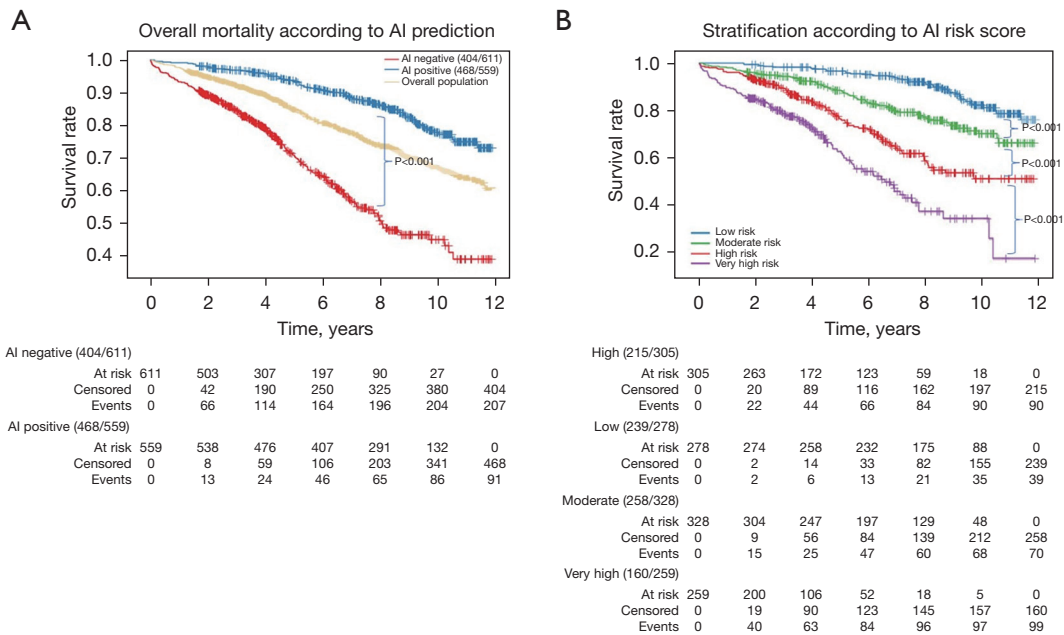 A
Overall mortality according to AI prediction
1.0
0.9
0.8
0.7
0.6
0.5
0.4
Survival rate
AI negative (404/611)
AI positive (468/559)
Overall population
P<0.001
0 2 4 6 8 10 12
Time, years
AI negative (404/611)
At risk 611 503 307 197 90 27 0
Censored 0 42 190 250 325 380 404
Events 0 66 114 164 196 204 207
AI positive (468/559)
At risk 559 538 476 407 291 132 0
Censored 0 8 59 106 203 341 468
Events 0 13 24 46 65 86 91
B
Stratification according to AI risk score
1.0
0.8
0.6
0.4
0.2
Survival rate
P<0.001
P<0.001
P<0.001
Low risk
Moderate risk
High risk
Very high risk
0 2 4 6 8 10 12
Time, years
High (215/305)
At risk 305 263 172 123 59 18 0
Censored 0 20 89 116 162 197 215
Events 0 22 44 66 84 90 90
Low (239/278)
At risk 278 274 258 232 175 88 0
Censored 0 2 14 33 82 155 239
Events 0 2 6 13 21 35 39
Moderate (258/328)
At risk 328 304 247 197 129 48 0
Censored 0 9 56 84 139 212 258
Events 0 15 25 47 60 68 70
Very high (160/259)
At risk 259 200 106 52 18 5 0
Censored 0 19 90 123 145 157 160
Events 0 40 63 84 96 97 99